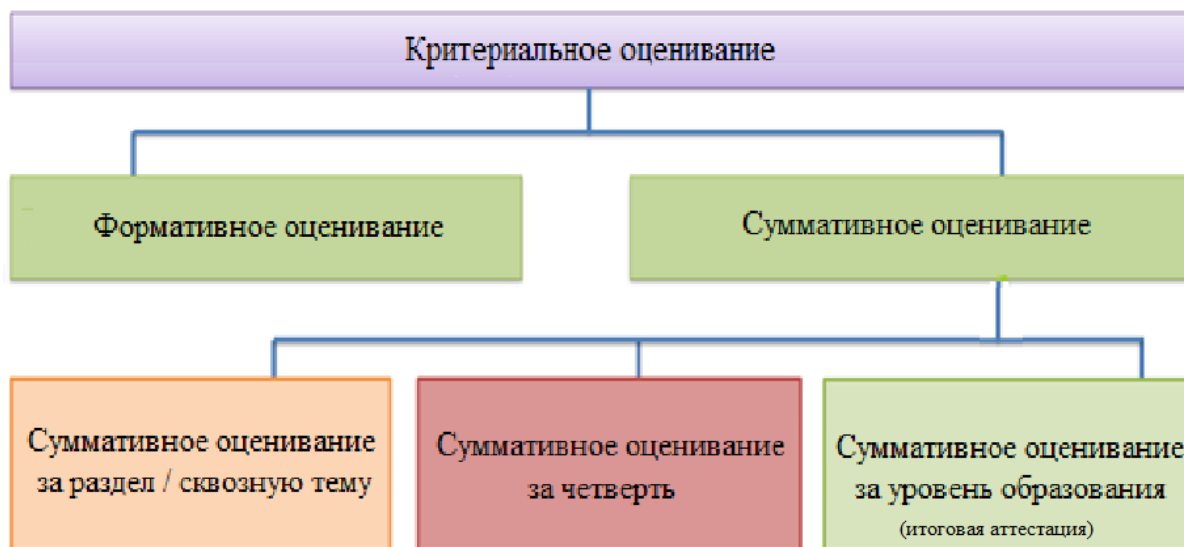 Критериальное оценивание
Формативное оценивание
Суммативное оценивание
Суммативное оценивание
за раздел / сквозную тему
Суммативное оценивание
за четверть
Суммативное оценивание
за уровень образования
(итоговая аттестация)